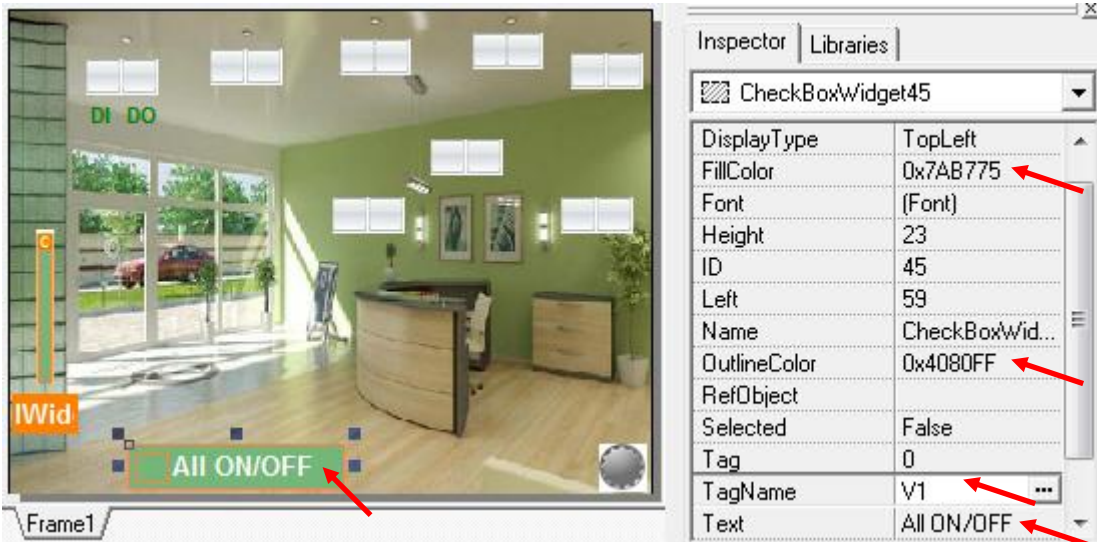 DI DO
C
lWid
All ON/OFF
Frame1
Inspector Libraries
CheckBoxWidget45
DisplayType TopLeft
FillColor 0x7AB775
Font (Font)
Height 23
ID 45
Left 59
Name CheckBoxWid...
OutlineColor 0x4080FF
RefObject
Selected False
Tag 0
TagName V1 ...
Text All ON/OFF